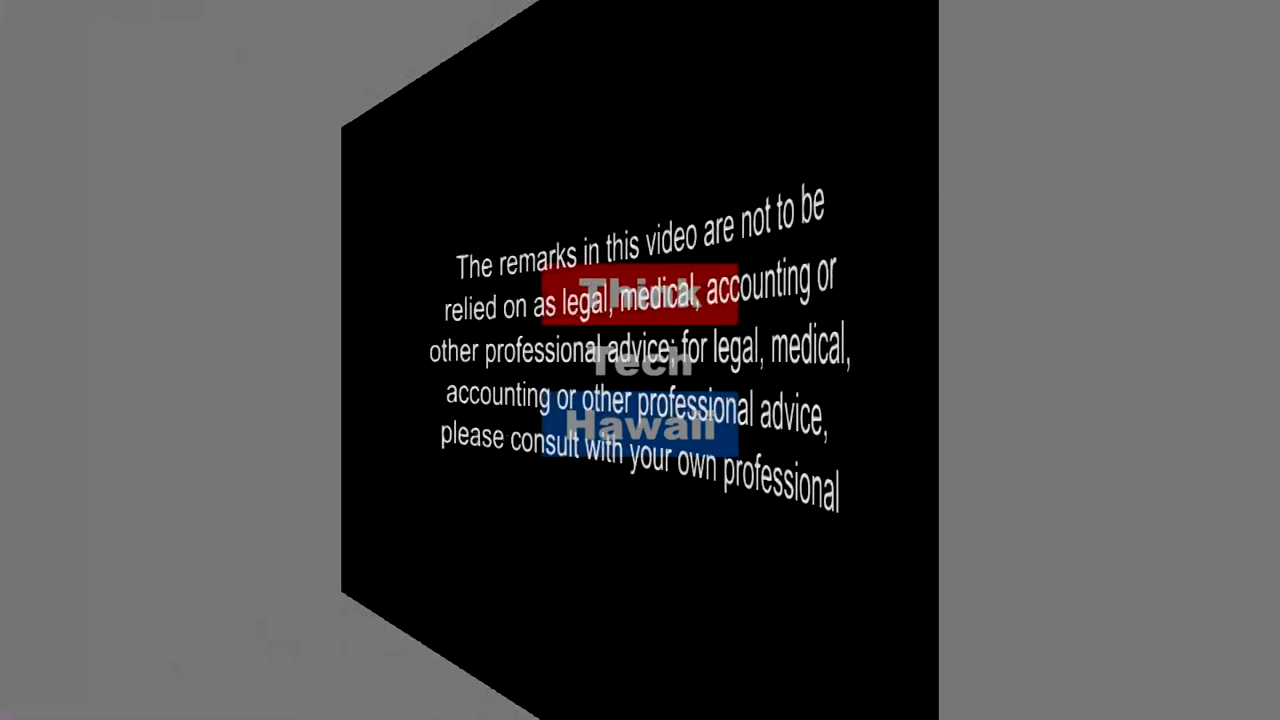 The remarks in this video are not to be
relied on as legal, medical, accounting or
other professional advice; for legal, medical,
accounting or other professional advice,
please consult with your own professional
Think
Tech
Hawaii